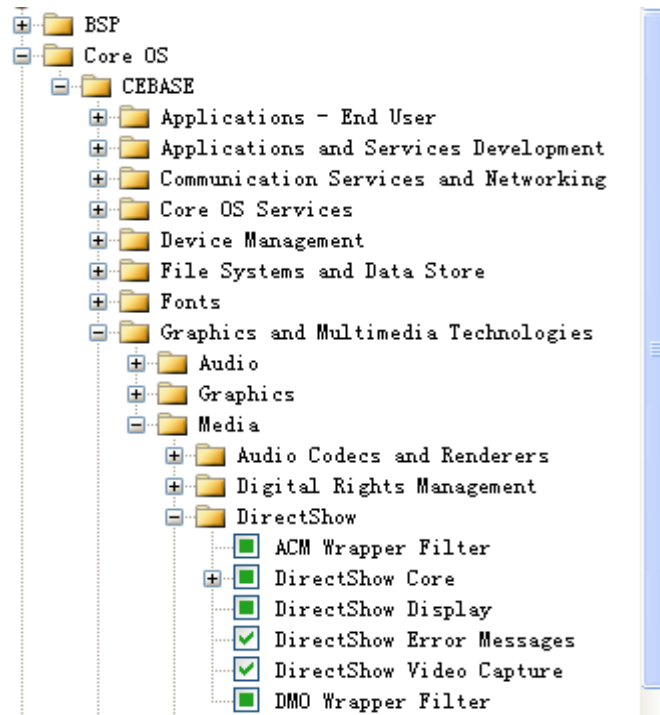 BSP
Core OS
CEBASE
Applications - End User
Applications and Services Development
Communication Services and Networking
Core OS Services
Device Management
File Systems and Data Store
Fonts
Graphics and Multimedia Technologies
Audio
Graphics
Media
Audio Codecs and Renderers
Digital Rights Management
DirectShow
ACM Wrapper Filter
DirectShow Core
DirectShow Display
DirectShow Error Messages
DirectShow Video Capture
DMO Wrapper Filter